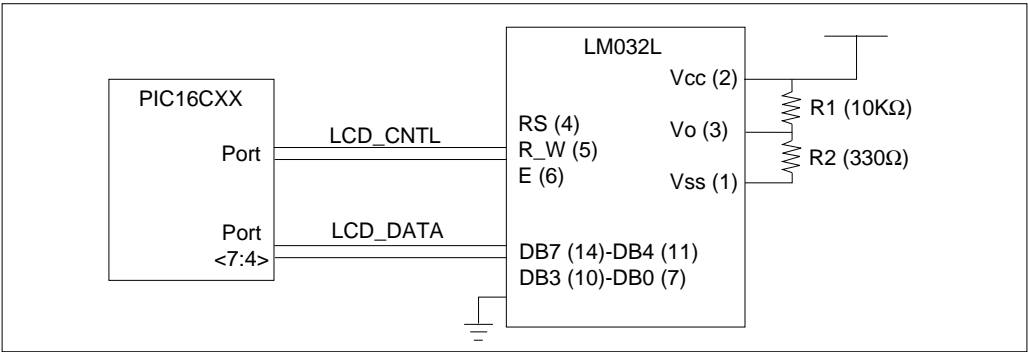 LM032L
Vcc (2)
PIC16CXX
R1 (10KΩ)
LCD_CNTL
RS (4)
Vo (3)
Port
R_W (5)
R2 (330Ω)
E (6)
Vss (1)
Port
LCD_DATA
<7:4>
DB7 (14)-DB4 (11)
DB3 (10)-DB0 (7)